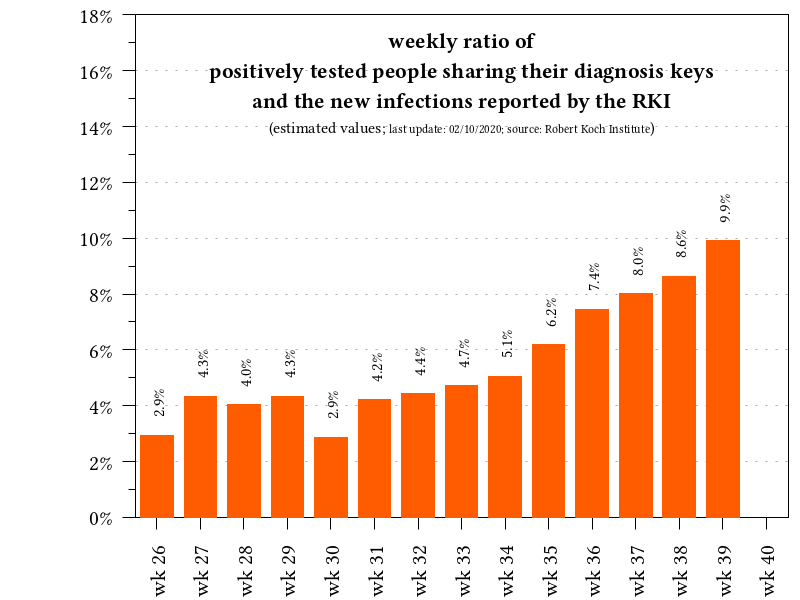 weekly ratio of
positively tested people sharing their diagnosis keys
and the new infections reported by the RKI
(estimated values; last update: 02/10/2020; source: Robert Koch Institute)
18%
16%
14%
12%
10%
8%
6%
4%
2%
0%
2.9%
4.3%
4.0%
4.3%
2.9%
4.2%
4.4%
4.7%
5.1%
6.2%
7.4%
8.0%
8.6%
9.9%
wk 26
wk 27
wk 28
wk 29
wk 30
wk 31
wk 32
wk 33
wk 34
wk 35
wk 36
wk 37
wk 38
wk 39
wk 40